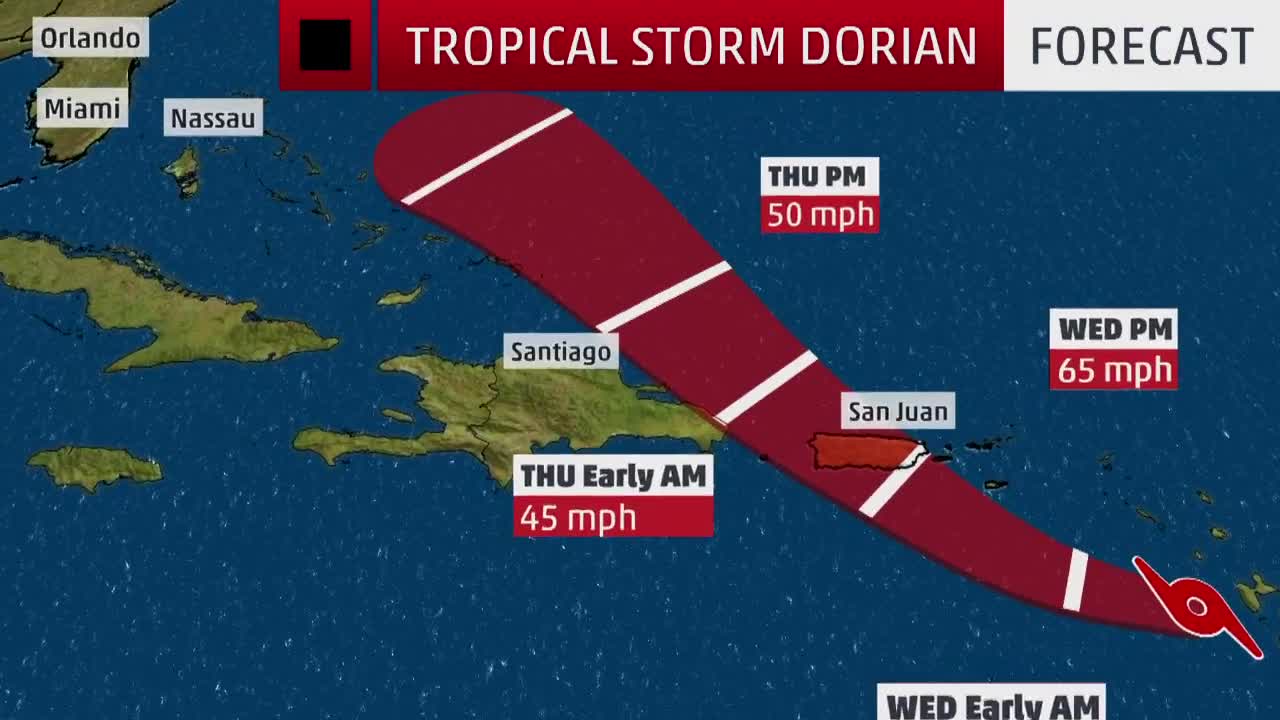 TROPICAL STORM DORIAN FORECAST
Orlando
Miami
Nassau
THU PM
50 mph
WED PM
65 mph
Santiago
San Juan
THU Early AM
45 mph
WED Early AM